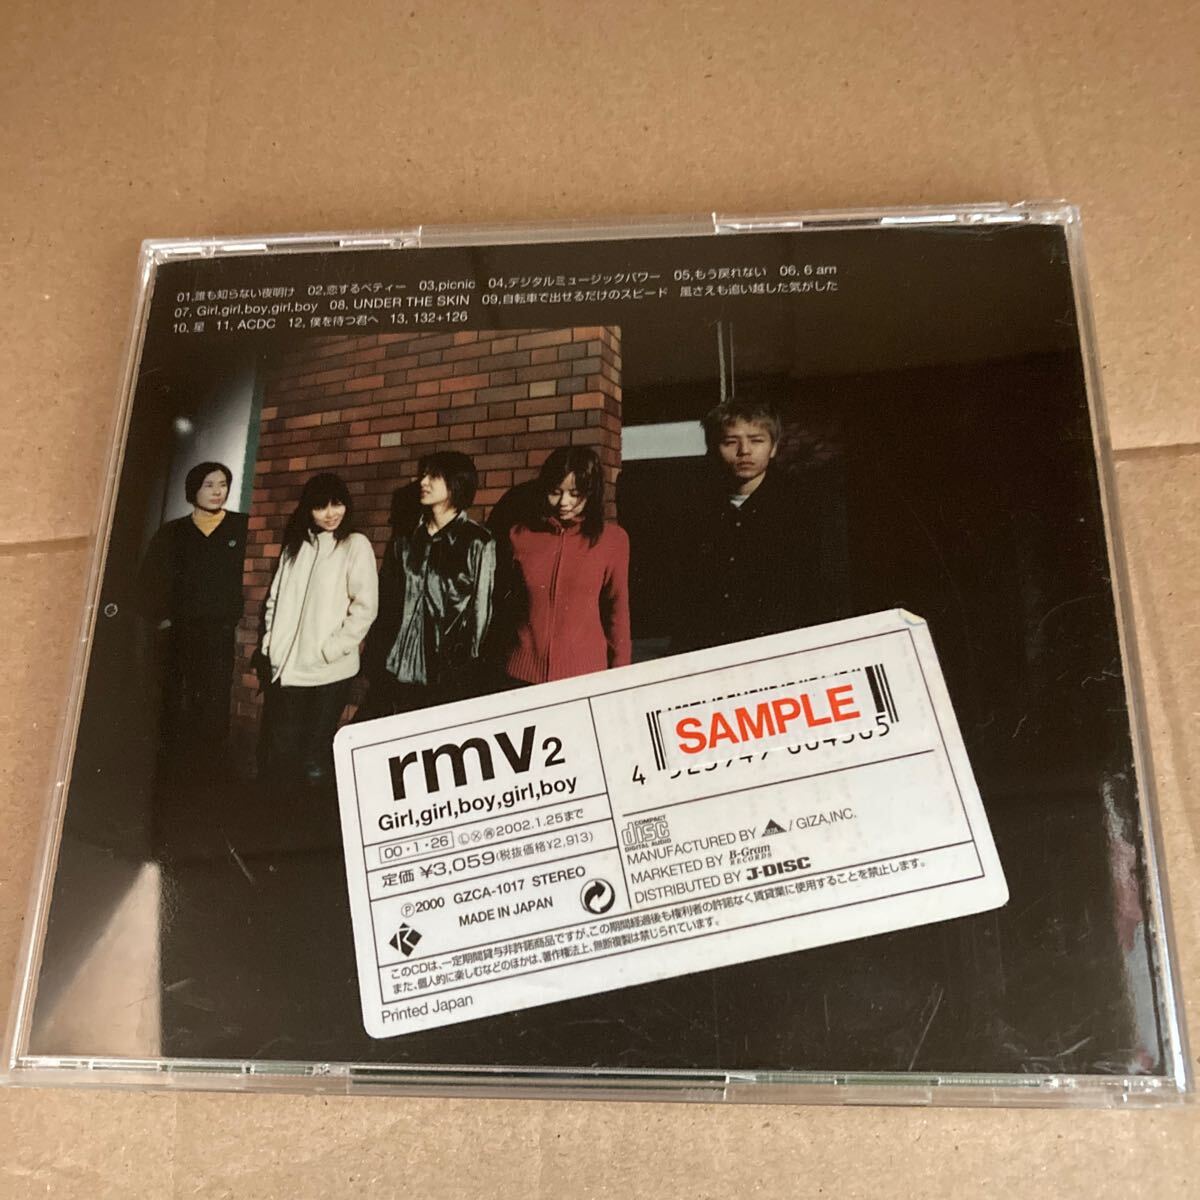 01,誰も知らない夜明け 02,恋するベティー 03,picnic 04,デジタルミュージックパワー 05,もう戻れない 06, 6 am
07, Girl,girl,boy,girl,boy 08, UNDER THE SKIN 09,自転車で出せるだけのスピード 風さえも追い越した気がした
10, 星 11, ACDC 12, 僕を待つ君へ 13, 132+126
rmv2
Girl,girl,boy,girl,boy
00・1・26 2002.1.25まで
定価 ¥3,059(税抜価格¥2,913)
Ⓟ2000 GZCA-1017 STEREO
MADE IN JAPAN
SAMPLE
COMPACT
disc
DIGITAL AUDIO
MANUFACTURED BY / GIZA,INC.
MARKETED BY B-Gram RECORDS
DISTRIBUTED BY J-DISC
このCDは、一定期間貸与非許諾商品ですが、この期間経過後も権利者の許諾なく賃貸業に使用することを禁止します。
また、個人的に楽しむなどのほかは、著作権法上、無断複製は禁じられています。
Printed Japan